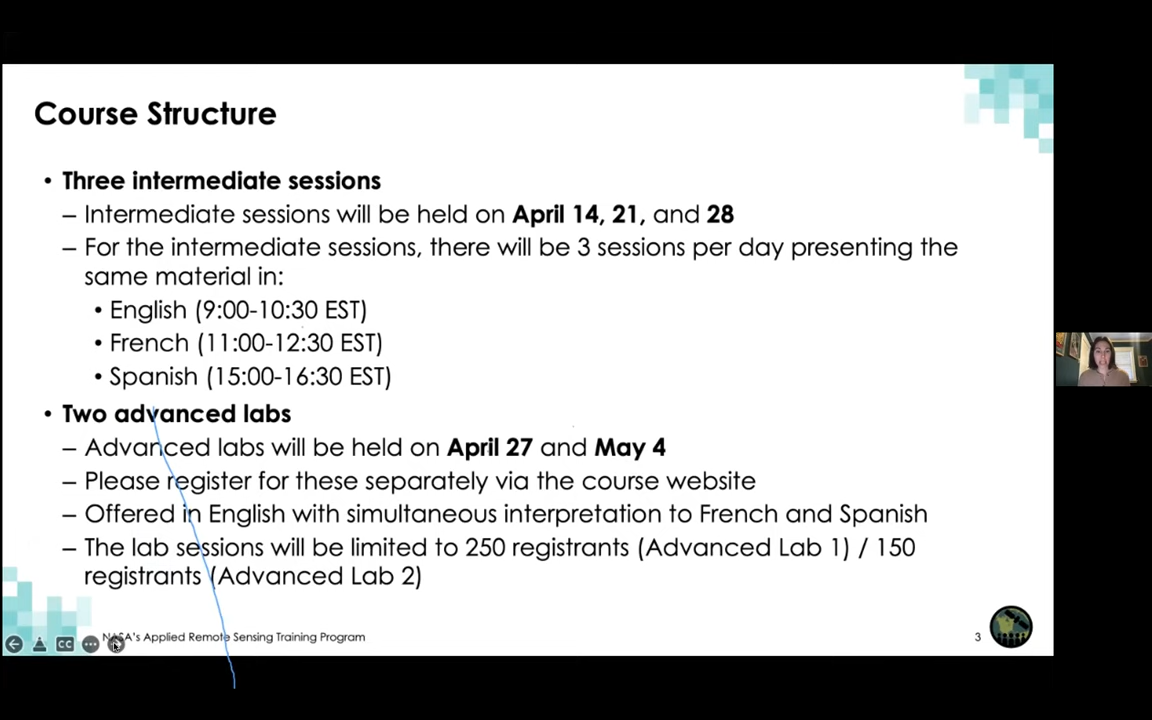 Course Structure
• Three intermediate sessions
– Intermediate sessions will be held on April 14, 21, and 28
– For the intermediate sessions, there will be 3 sessions per day presenting the
same material in:
• English (9:00-10:30 EST)
• French (11:00-12:30 EST)
• Spanish (15:00-16:30 EST)
• Two advanced labs
– Advanced labs will be held on April 27 and May 4
– Please register for these separately via the course website
– Offered in English with simultaneous interpretation to French and Spanish
– The lab sessions will be limited to 250 registrants (Advanced Lab 1) / 150
registrants (Advanced Lab 2)
CC
NASA's Applied Remote Sensing Training Program
3